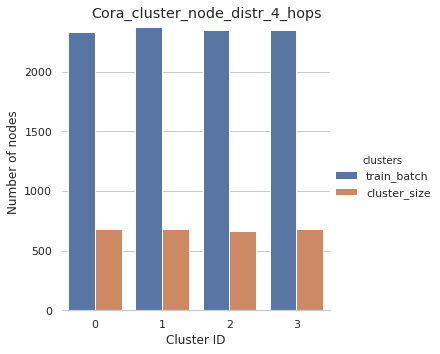 Cora_cluster_node_distr_4_hops
Number of nodes
2000
1500
1000
500
0
0 1 2 3
Cluster ID
clusters
train_batch
cluster_size